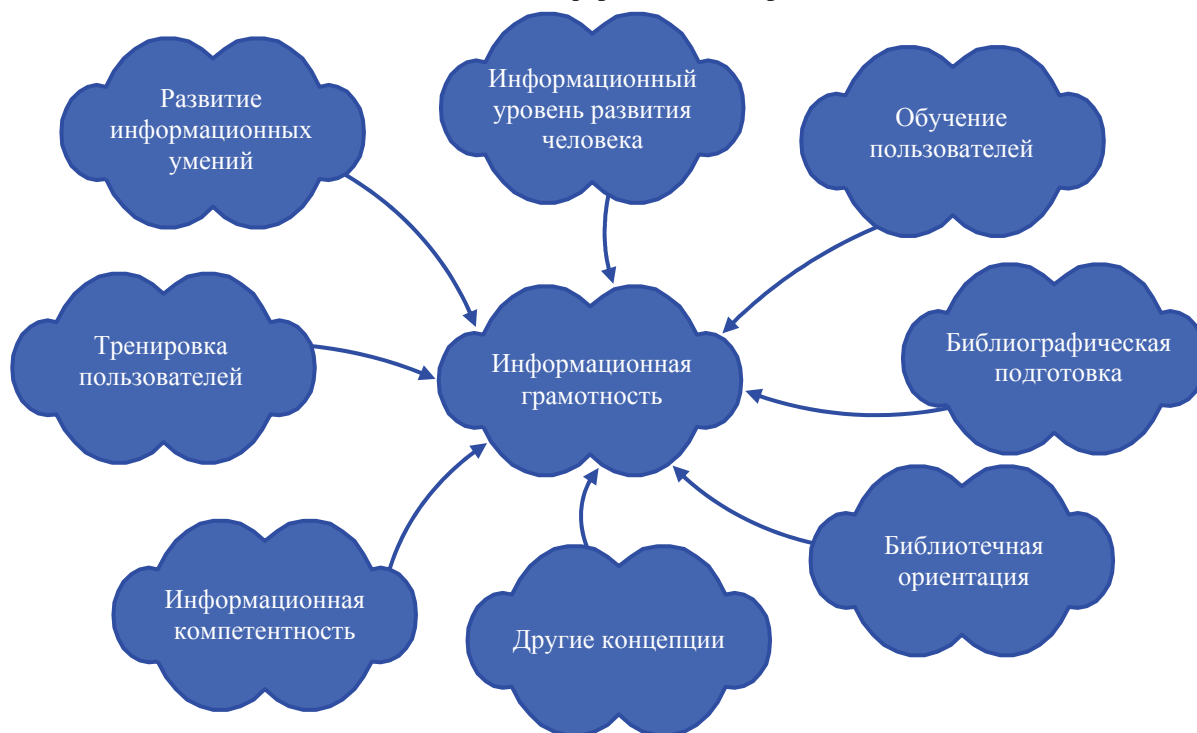 Информационный
уровень развития
человека
Развитие
информационных
умений
Обучение
пользователей
Тренировка
пользователей
Информационная
грамотность
Библиографическая
подготовка
Библиотечная
ориентация
Информационная
компетентность
Другие концепции